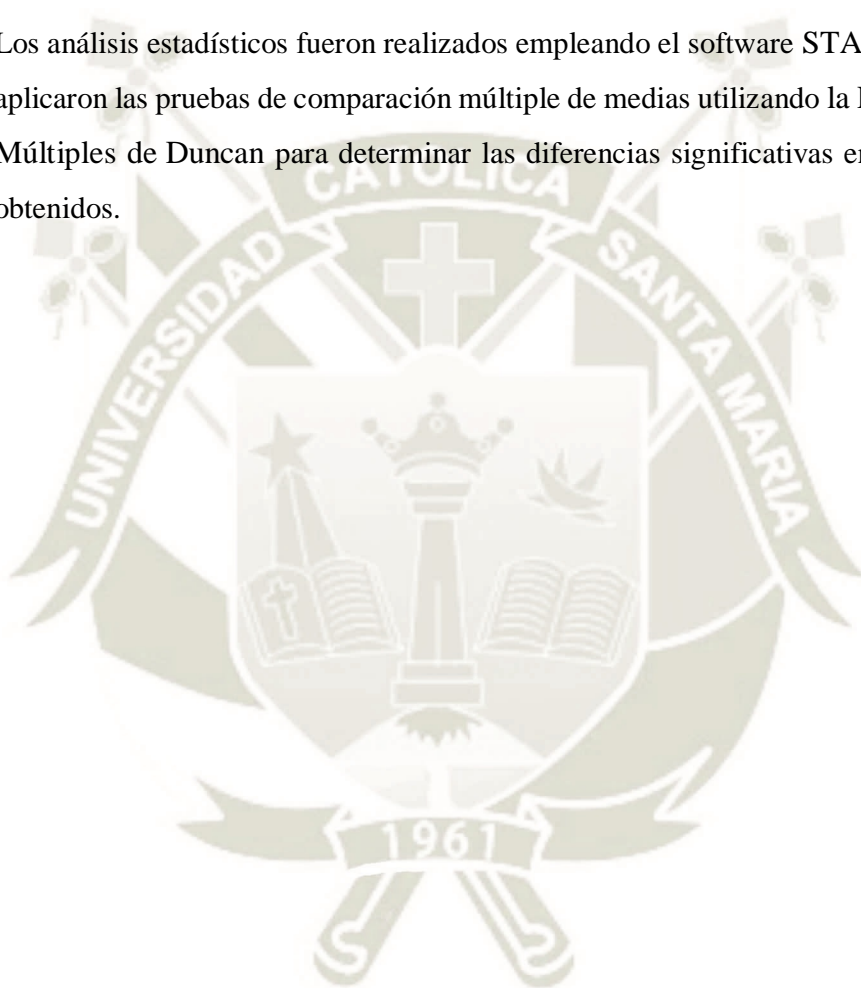 Los análisis estadísticos fueron realizados empleando el software
aplicaron las pruebas de comparación múltiple de medias utilizando la
Múltiples de Duncan para determinar las diferencias significativas
obtenidos.
UNIVERSIDAD CATOLICA SANTA MARIA
1961